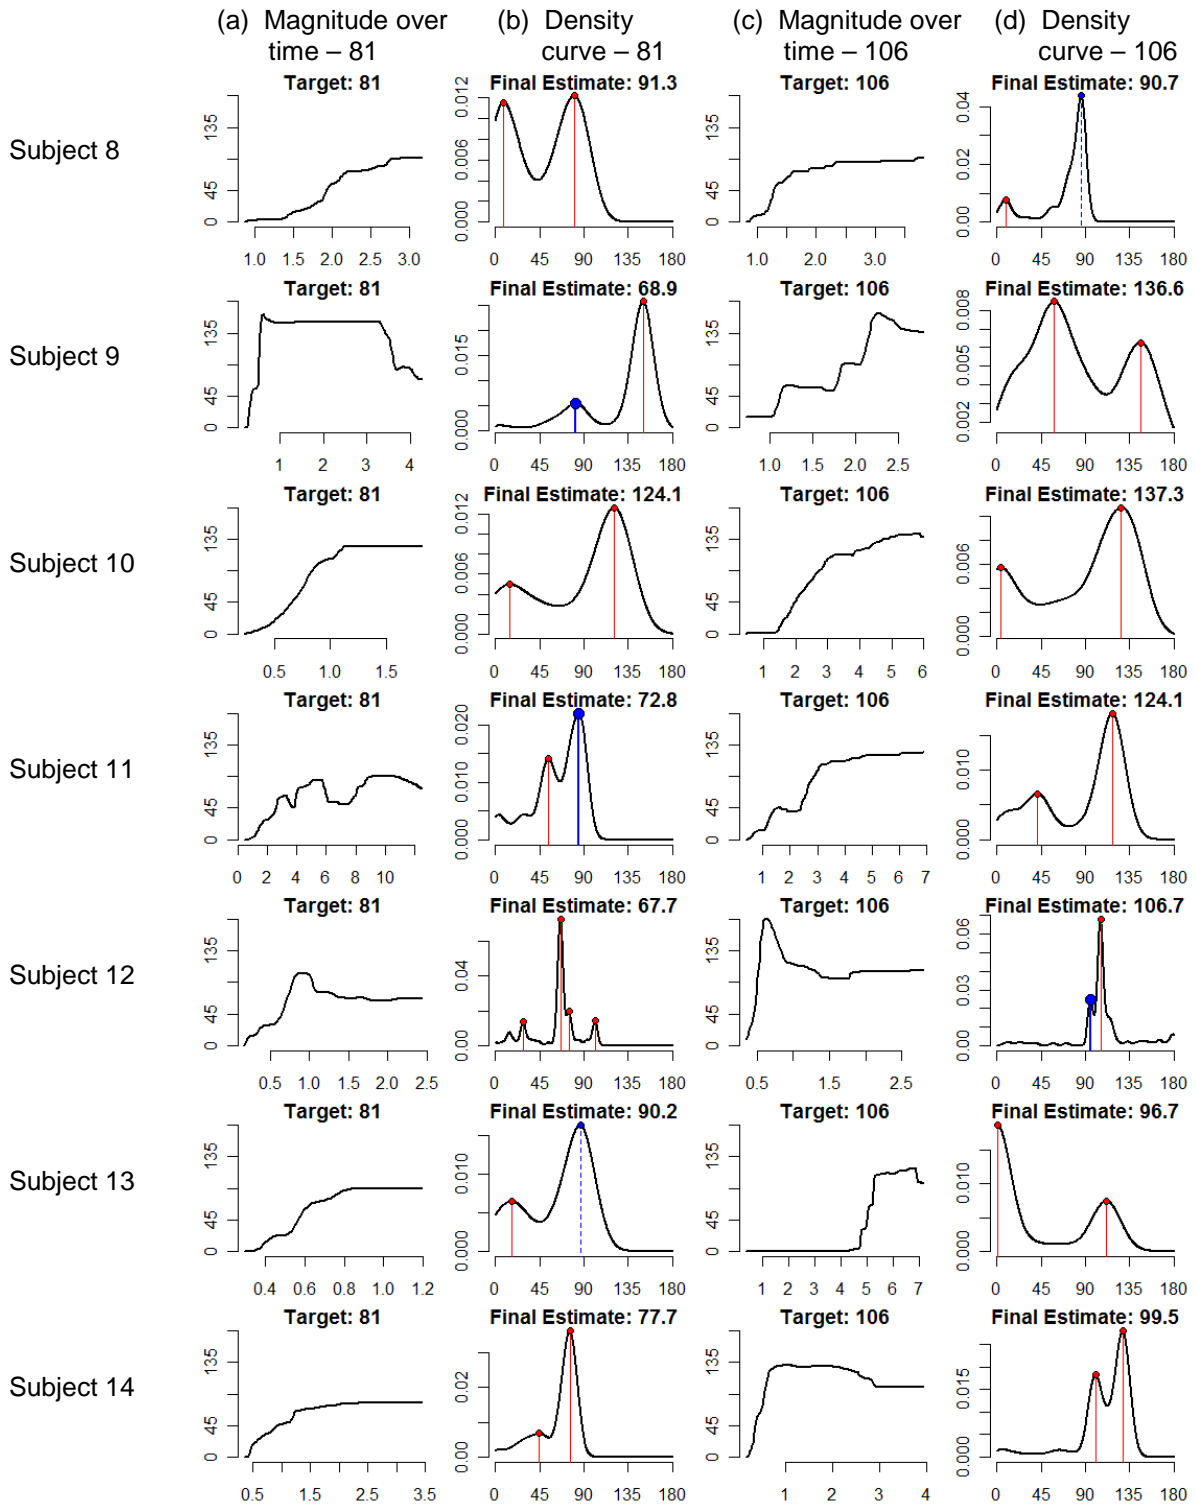 (a) Magnitude over time – 81
(b) Density curve – 81
(c) Magnitude over time – 106
(d) Density curve – 106
Subject 8
Target: 81
135
45
0
1.0 1.5 2.0 2.5 3.0
Final Estimate: 91.3
0.012
0.006
0.000
0 45 90 135 180
Target: 106
135
45
0
1.0 2.0 3.0
Final Estimate: 90.7
0.04
0.02
0.00
0 45 90 135 180
Subject 9
Target: 81
135
45
0
1 2 3 4
Final Estimate: 68.9
0.015
0.000
0 45 90 135 180
Target: 106
135
45
0
1.0 1.5 2.0 2.5
Final Estimate: 136.6
0.008
0.005
0.002
0 45 90 135 180
Subject 10
Target: 81
135
45
0
0.5 1.0 1.5
Final Estimate: 124.1
0.012
0.006
0.000
0 45 90 135 180
Target: 106
135
45
0
1 2 3 4 5 6
Final Estimate: 137.3
0.006
0.000
0 45 90 135 180
Subject 11
Target: 81
135
45
0
0 2 4 6 8 10
Final Estimate: 72.8
0.020
0.010
0.000
0 45 90 135 180
Target: 106
135
45
0
1 2 3 4 5 6 7
Final Estimate: 124.1
0.010
0.000
0 45 90 135 180
Subject 12
Target: 81
135
45
0
0.5 1.0 1.5 2.0 2.5
Final Estimate: 67.7
0.04
0.00
0 45 90 135 180
Target: 106
135
45
0
0.5 1.5 2.5
Final Estimate: 106.7
0.06
0.03
0.00
0 45 90 135 180
Subject 13
Target: 81
135
45
0
0.4 0.6 0.8 1.0 1.2
Final Estimate: 90.2
0.010
0.000
0 45 90 135 180
Target: 106
135
45
0
1 2 3 4 5 6 7
Final Estimate: 96.7
0.010
0.000
0 45 90 135 180
Subject 14
Target: 81
135
45
0
0.5 1.5 2.5 3.5
Final Estimate: 77.7
0.02
0.00
0 45 90 135 180
Target: 106
135
45
0
1 2 3 4
Final Estimate: 99.5
0.015
0.000
0 45 90 135 180